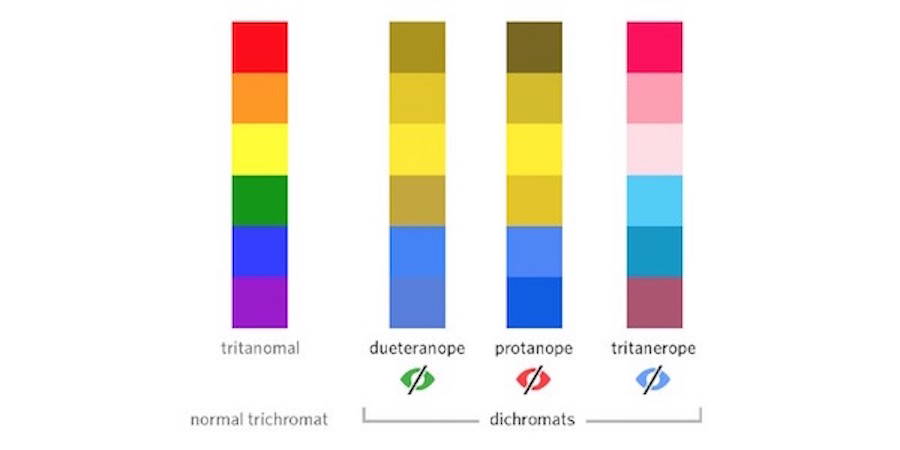 tritanomal
dueteranope
protanope
tritanerope
normal trichromat
dichromats